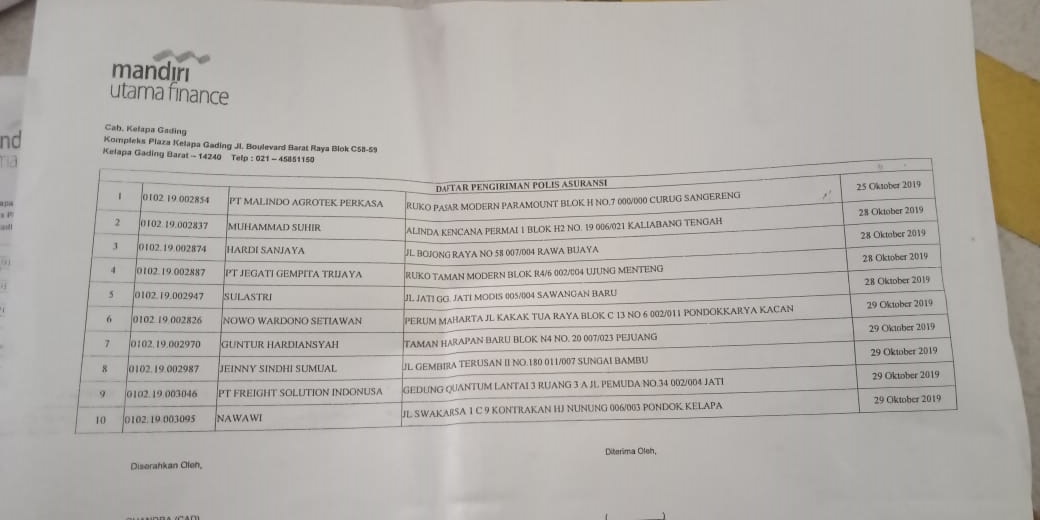 mandiri
utama finance
Cab. Kelapa Gading
Kompleks Plaza Kelapa Gading Jl. Boulevard Barat Raya Blok C58-59
Kelapa Gading Barat – 14240 Telp : 021 – 45851150
DAFTAR PENGIRIMAN POLIS ASURANSI
1 0102.19.002854 PT MALINDO AGROTEK PERKASA RUKO PASAR MODERN PARAMOUNT BLOK H NO.7 000/000 CURUG SANGERENG 25 Oktober 2019
2 0102.19.002837 MUHAMMAD SUHIR ALINDA KENCANA PERMAI 1 BLOK H2 NO. 19 006/021 KALIABANG TENGAH 28 Oktober 2019
3 0102.19.002874 HARDI SANJAYA JL BOJONG RAYA NO 58 007/004 RAWA BUAYA 28 Oktober 2019
4 0102.19.002887 PT JEGATI GEMPITA TRIJAYA RUKO TAMAN MODERN BLOK R4/6 002/004 UJUNG MENTENG 28 Oktober 2019
5 0102.19.002947 SULASTRI JL JATI GG. JATI MODIS 005/004 SAWANGAN BARU 28 Oktober 2019
6 0102.19.002826 NOWO WARDONO SETIAWAN PERUM MAHARTA JL KAKAK TUA RAYA BLOK C 13 NO 6 002/011 PONDOKKARYA KACAN 29 Oktober 2019
7 0102.19.002970 GUNTUR HARDIANSYAH TAMAN HARAPAN BARU BLOK N4 NO. 20 007/023 PEJUANG 29 Oktober 2019
8 0102.19.002987 JEINNY SINDHI SUMUAL JL GEMBIRA TERUSAN II NO.180 011/007 SUNGAI BAMBU 29 Oktober 2019
9 0102.19.003046 PT FREIGHT SOLUTION INDONUSA GEDUNG QUANTUM LANTAI 3 RUANG 3 A JL PEMUDA NO.34 002/004 JATI 29 Oktober 2019
10 0102.19.003095 NAWAWI JL SWAKARSA 1 C 9 KONTRAKAN HJ NUNUNG 006/003 PONDOK KELAPA 29 Oktober 2019
Diserahkan Oleh,
Diterima Oleh,